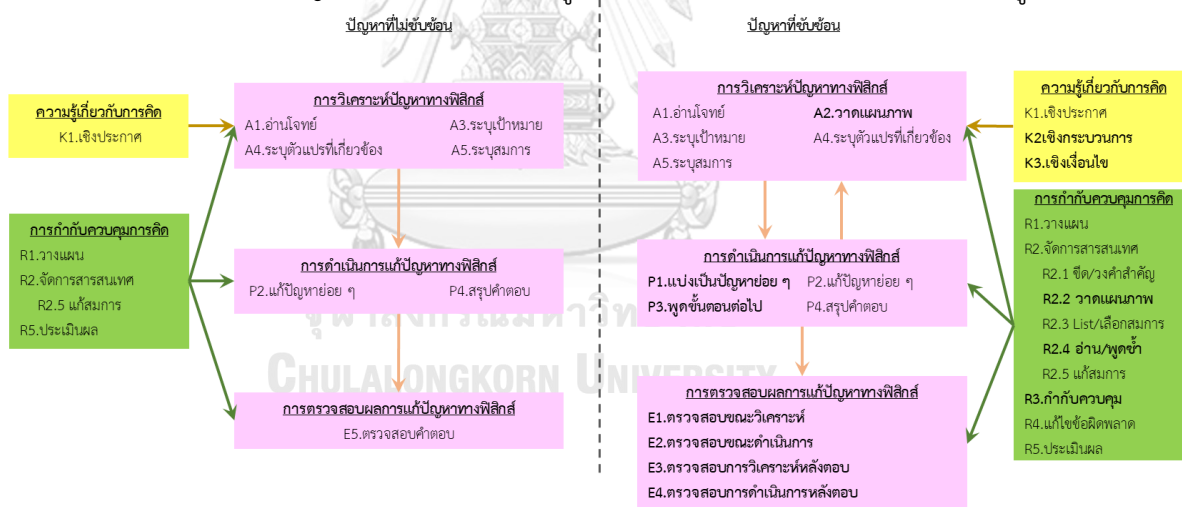 ปัญหาที่ไม่ซับซ้อน
ความรู้เกี่ยวกับการคิด
K1.เชิงประกาศ
การวิเคราะห์ปัญหาทางฟิสิกส์
A1.อ่านโจทย์ A3.ระบุเป้าหมาย
A4.ระบุตัวแปรที่เกี่ยวข้อง A5.ระบุสมการ
การกำกับควบคุมการคิด
R1.วางแผน
R2.จัดการสารสนเทศ
R2.5 แก้สมการ
R5.ประเมินผล
การดำเนินการแก้ปัญหาทางฟิสิกส์
P2.แก้ปัญหาย่อย ๆ P4.สรุปคำตอบ
การตรวจสอบผลการแก้ปัญหาทางฟิสิกส์
E5.ตรวจสอบคำตอบ
ปัญหาที่ซับซ้อน
การวิเคราะห์ปัญหาทางฟิสิกส์
A1.อ่านโจทย์ A2.วาดแผนภาพ
A3.ระบุเป้าหมาย A4.ระบุตัวแปรที่เกี่ยวข้อง
A5.ระบุสมการ
ความรู้เกี่ยวกับการคิด
K1.เชิงประกาศ
K2เชิงกระบวนการ
K3.เชิงเงื่อนไข
การดำเนินการแก้ปัญหาทางฟิสิกส์
P1.แบ่งเป็นปัญหาย่อย ๆ P2.แก้ปัญหาย่อย ๆ
P3.พูดขั้นตอนต่อไป P4.สรุปคำตอบ
การกำกับควบคุมการคิด
R1.วางแผน
R2.จัดการสารสนเทศ
R2.1 ขีด/วงคำสำคัญ
R2.2 วาดแผนภาพ
R2.3 List/เลือกสมการ
R2.4 อ่าน/พูดซ้ำ
R2.5 แก้สมการ
R3.กำกับควบคุม
R4.แก้ไขข้อผิดพลาด
R5.ประเมินผล
การตรวจสอบผลการแก้ปัญหาทางฟิสิกส์
E1.ตรวจสอบขณะวิเคราะห์
E2.ตรวจสอบขณะดำเนินการ
E3.ตรวจสอบการวิเคราะห์หลังตอบ
E4.ตรวจสอบการดำเนินการหลังตอบ
CHULALONGKORN UNIVERSITY